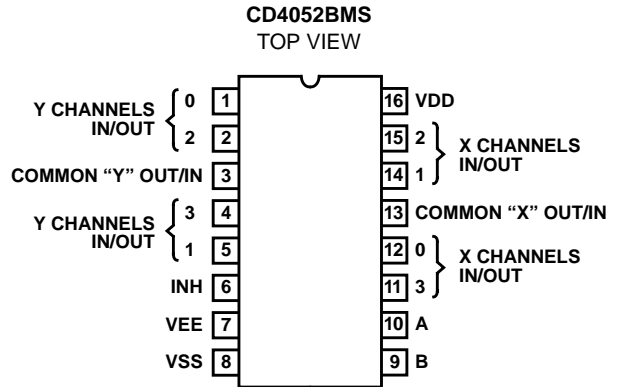 CD4052BMS
TOP VIEW
Y CHANNELS
IN/OUT
0 1
2 2
COMMON “Y” OUT/IN 3
Y CHANNELS
IN/OUT
3 4
1 5
INH 6
VEE 7
VSS 8
16 VDD
15 2
14 1
X CHANNELS
IN/OUT
13 COMMON “X” OUT/IN
12 0
11 3
X CHANNELS
IN/OUT
10 A
9 B